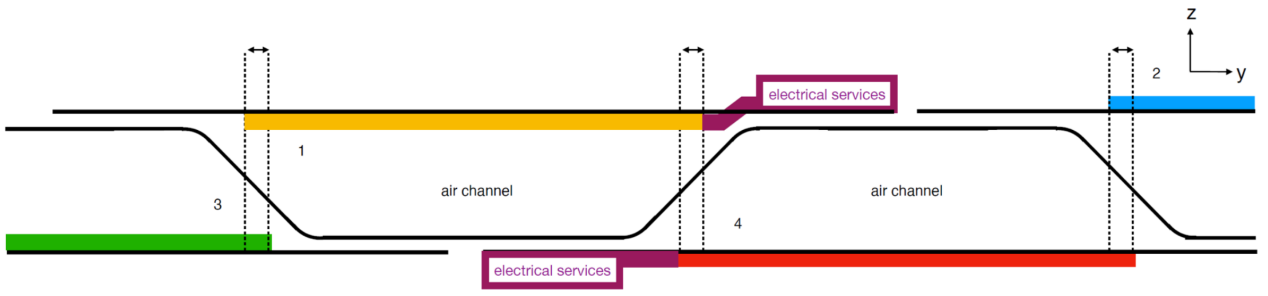 z
2
y
electrical services
1
air channel
air channel
3
4
electrical services